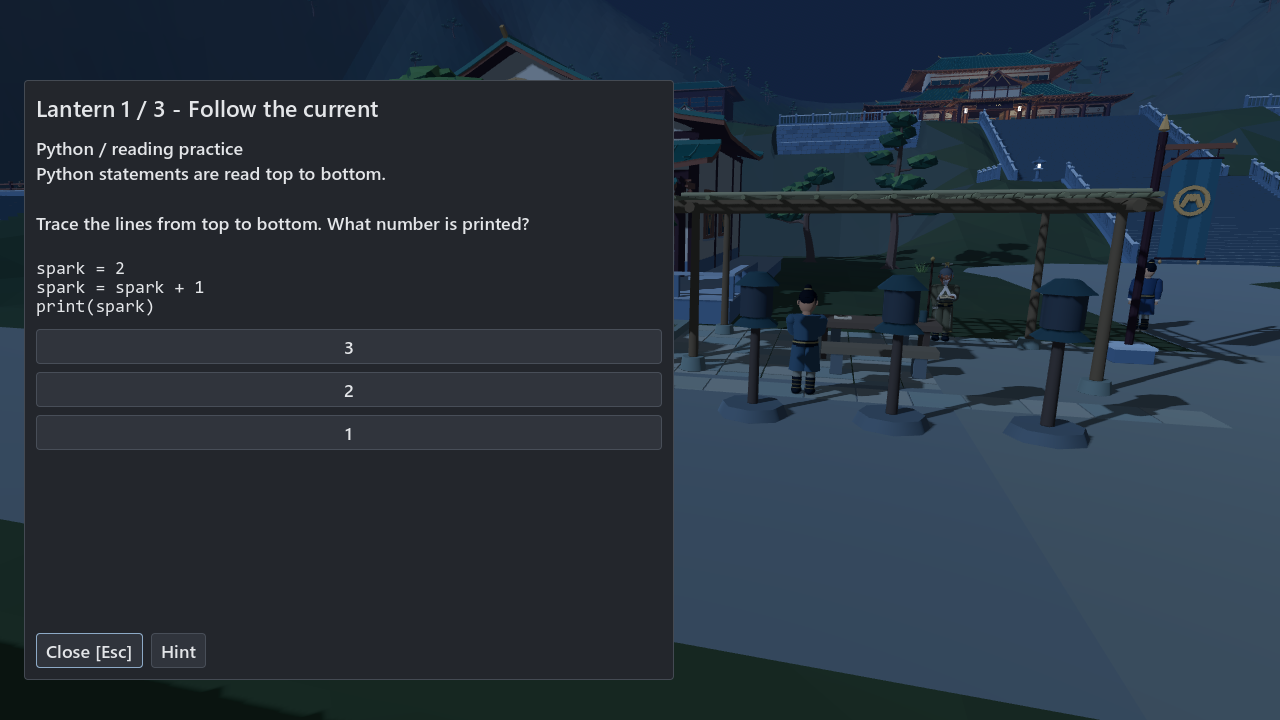 Lantern 1 / 3 - Follow the current
Python / reading practice
Python statements are read top to bottom.
Trace the lines from top to bottom. What number is printed?
spark = 2
spark = spark + 1
print(spark)
3
2
1
Close [Esc]
Hint